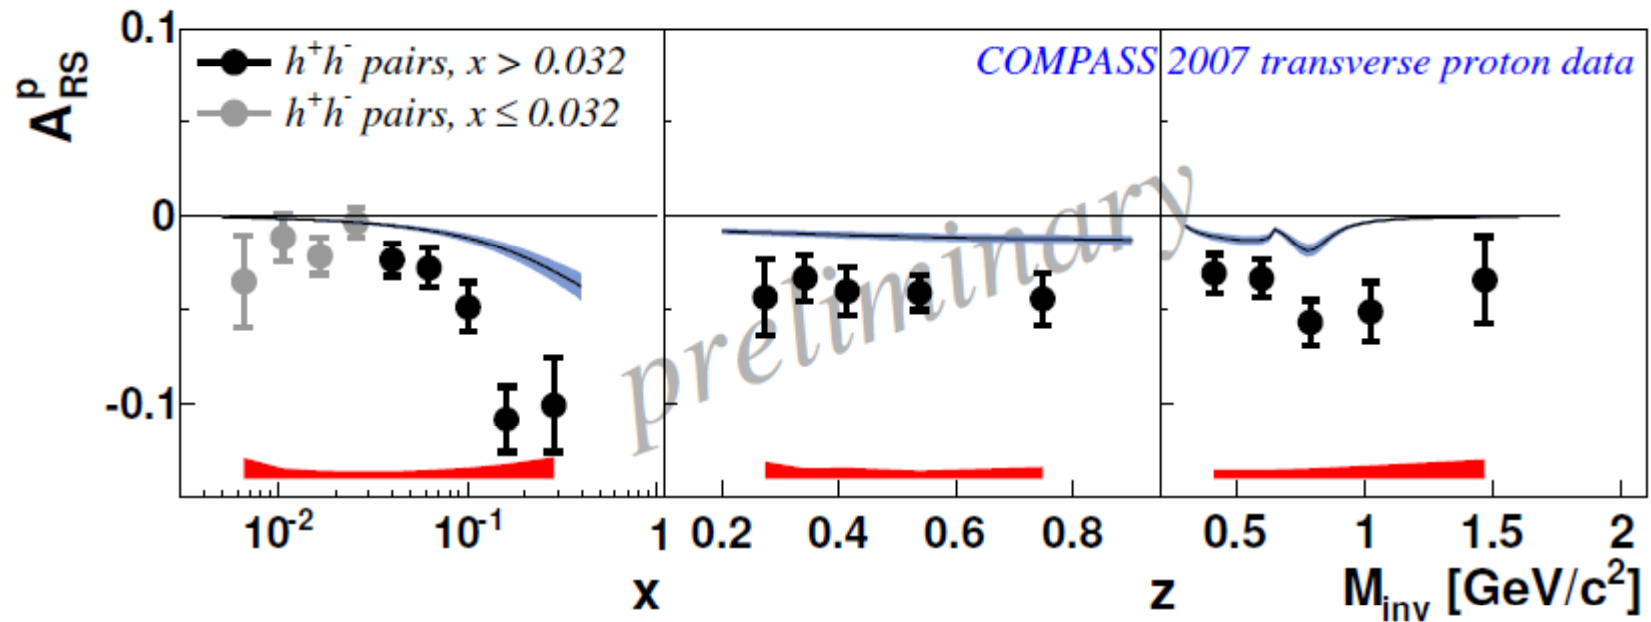 0.1
A^p_RS
h⁺h⁻ pairs, x > 0.032
h⁺h⁻ pairs, x ≤ 0.032
COMPASS 2007 transverse proton data
0
-0.1
preliminary
10⁻² 10⁻¹ 1 0.2 0.4 0.6 0.8 0.5 1 1.5 2
x z M_inv [GeV/c²]